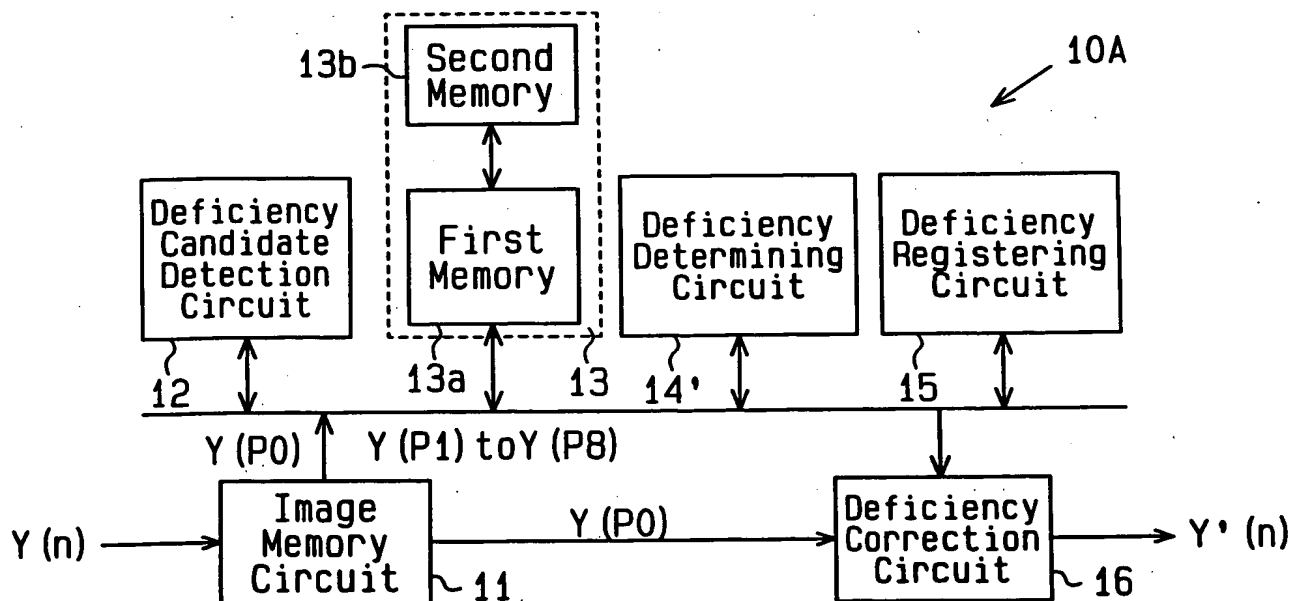 13b
Second
Memory
10A
Deficiency
Candidate
Detection
Circuit
First
Memory
Deficiency
Determining
Circuit
Deficiency
Registering
Circuit
12
13a
13
14'
15
Y (P0)
Y (P1) to Y (P8)
Y (n)
Image
Memory
Circuit
Y (P0)
Deficiency
Correction
Circuit
Y' (n)
11
16